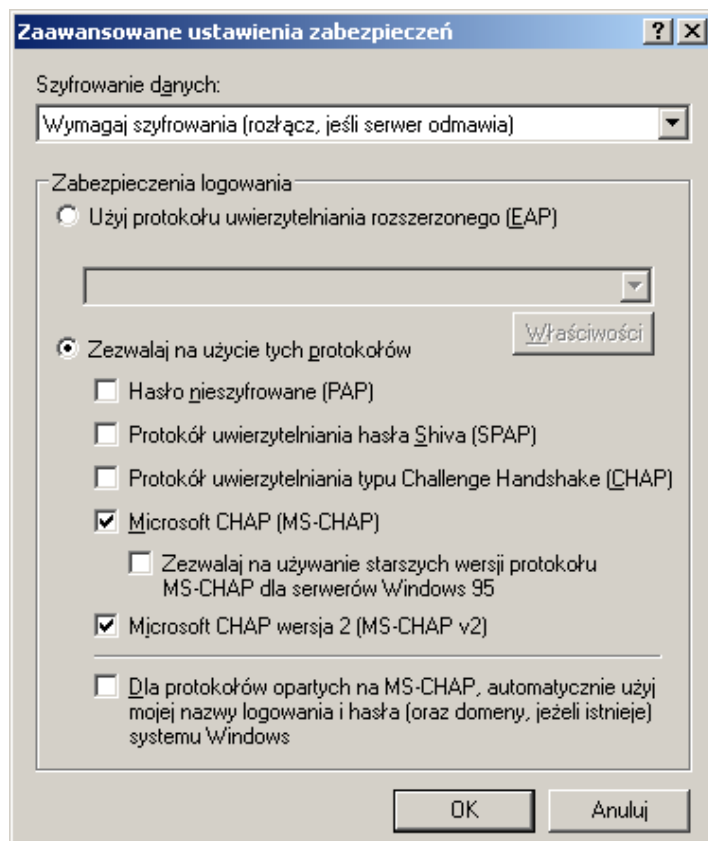 Zaawansowane ustawienia zabezpieczeń
Szyfrowanie danych:
Wymagaj szyfrowania (rozłącz, jeśli serwer odmawia)
Zabezpieczenia logowania
Użyj protokołu uwierzytelniania rozszerzonego (EAP)
Właściwości
Zezwalaj na użycie tych protokołów
Hasło nieszyfrowane (PAP)
Protokół uwierzytelniania hasła Shiva (SPAP)
Protokół uwierzytelniania typu Challenge Handshake (CHAP)
Microsoft CHAP (MS-CHAP)
Zezwalaj na używanie starszych wersji protokołu
MS-CHAP dla serwerów Windows 95
Microsoft CHAP wersja 2 (MS-CHAP v2)
Dla protokołów opartych na MS-CHAP, automatycznie użyj
mojej nazwy logowania i hasła (oraz domeny, jeżeli istnieje)
systemu Windows
OK
Anuluj